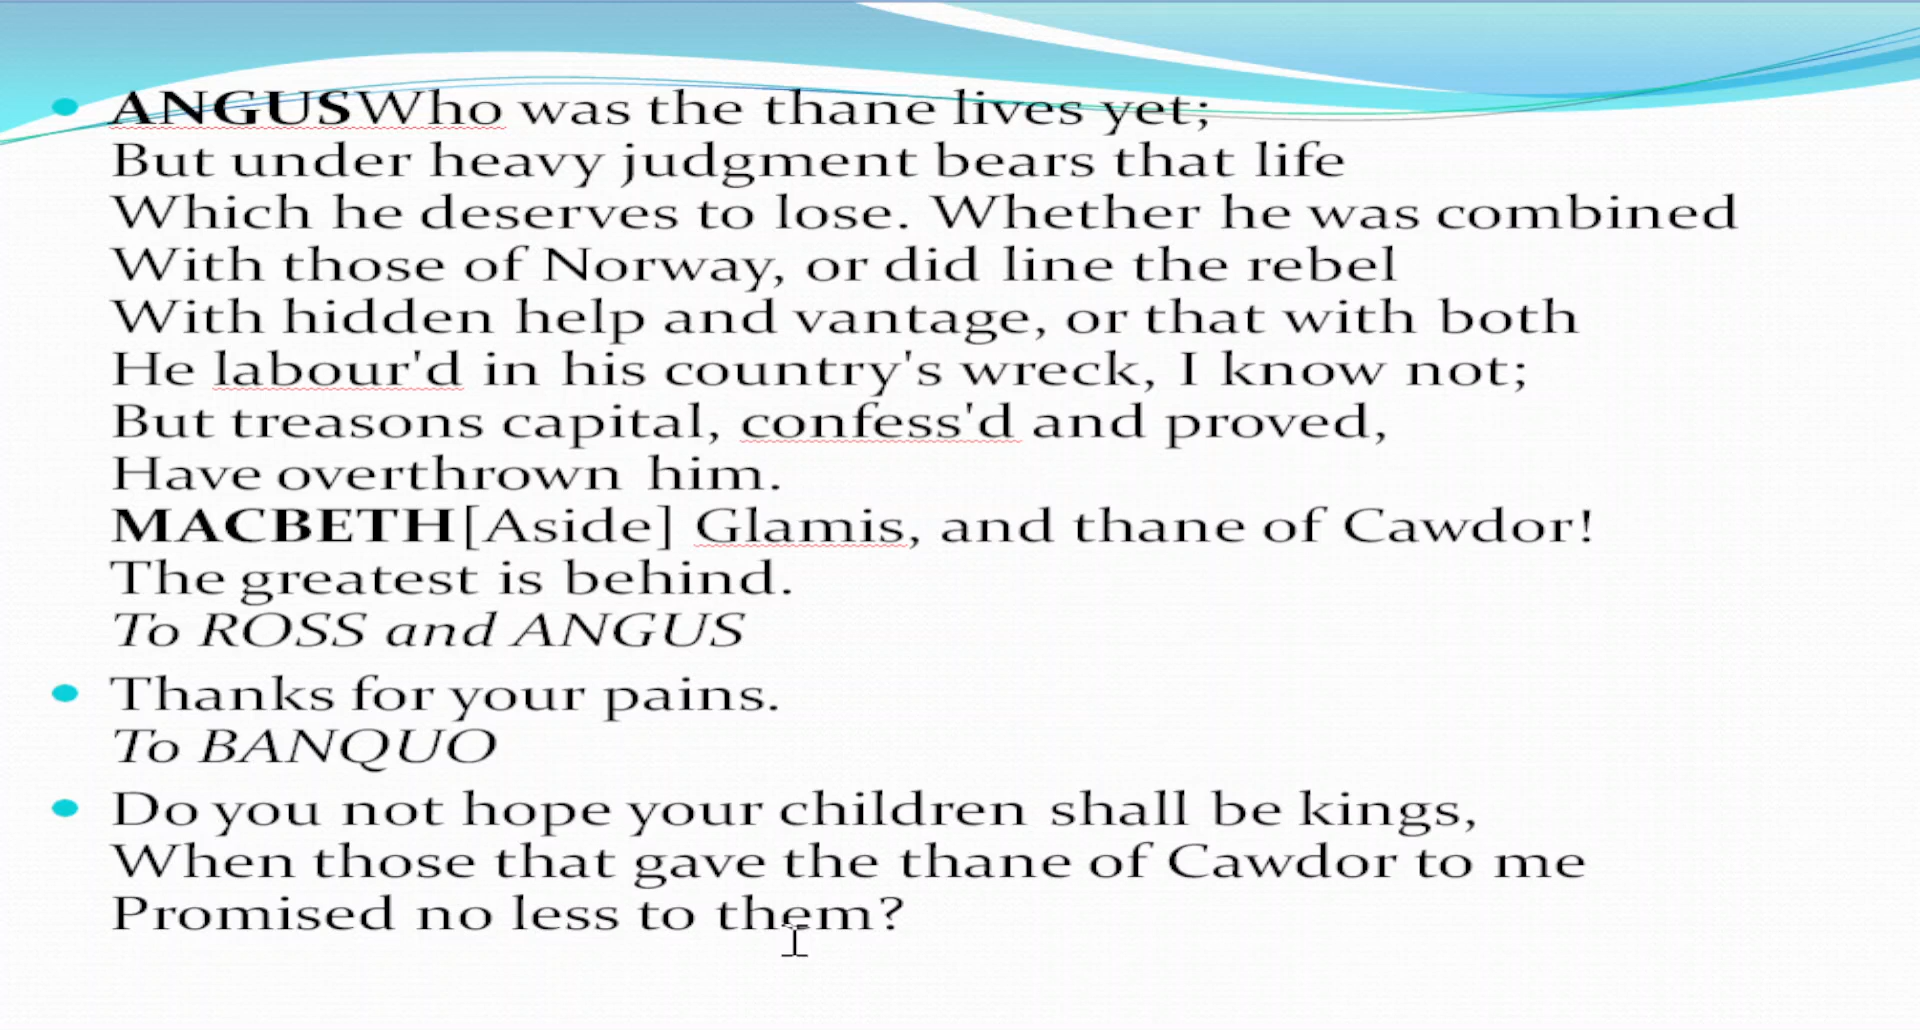 ANGUSWho was the thane lives yet;
But under heavy judgment bears that life
Which he deserves to lose. Whether he was combined
With those of Norway, or did line the rebel
With hidden help and vantage, or that with both
He labour'd in his country's wreck, I know not;
But treasons capital, confess'd and proved,
Have overthrown him.
MACBETH[Aside] Glamis, and thane of Cawdor!
The greatest is behind.
To ROSS and ANGUS
Thanks for your pains.
To BANQUO
Do you not hope your children shall be kings,
When those that gave the thane of Cawdor to me
Promised no less to them?